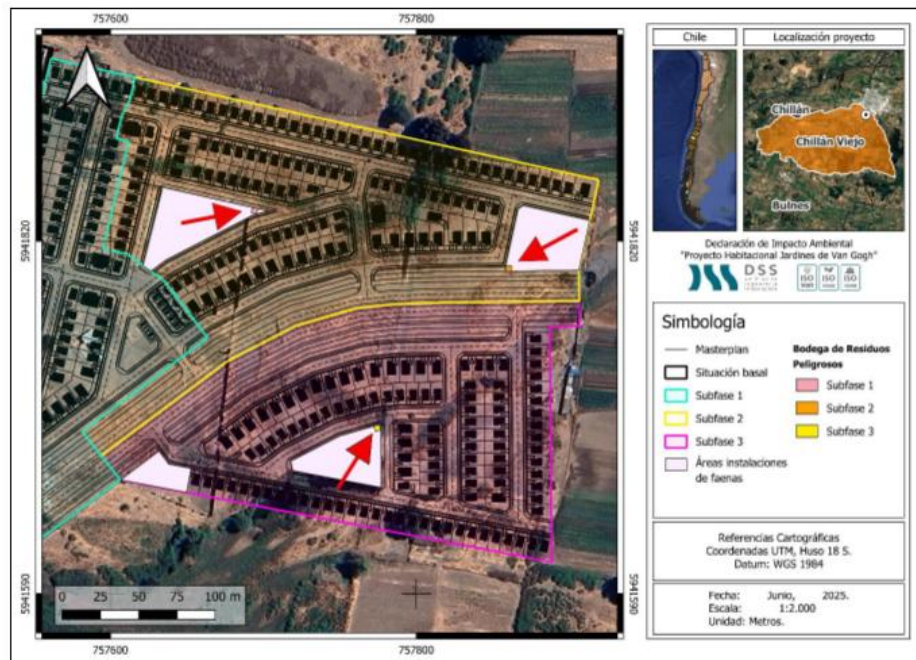 757600
757800
5941820
5941590
0 25 50 75 100 m
757600
757800
5941820
5941590
Chile
Localización proyecto
Chillán
Chillán Viejo
Bulnes
Declaración de Impacto Ambiental
"Proyecto Habitacional Jardines de Van Gogh"
DSS
ISO
ISO
ISO
Simbología
Masterplan
Situación basal
Subfase 1
Subfase 2
Subfase 3
Áreas instalaciones
de faenas
Bodega de Residuos
Peligrosos
Subfase 1
Subfase 2
Subfase 3
Referencias Cartográficas
Coordenadas UTM, Huso 18 S.
Datum: WGS 1984
Fecha: Junio, 2025.
Escala: 1:2.000
Unidad: Metros.